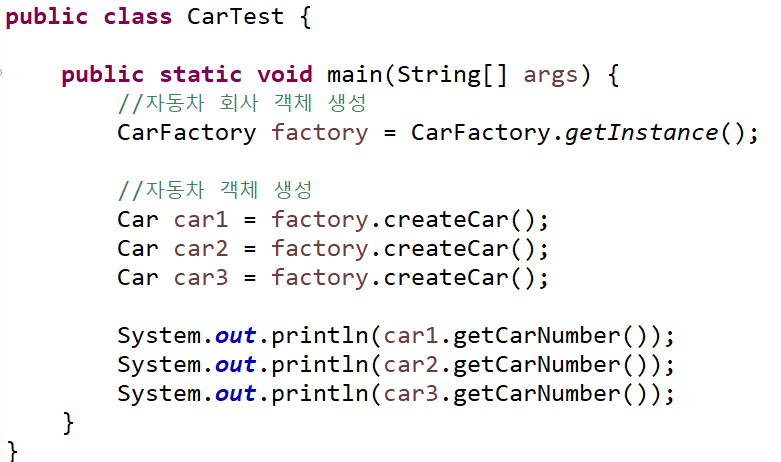 public class CarTest {
public static void main(String[] args) {
//자동차 회사 객체 생성
CarFactory factory = CarFactory.getInstance();
//자동차 객체 생성
Car car1 = factory.createCar();
Car car2 = factory.createCar();
Car car3 = factory.createCar();
System.out.println(car1.getCarNumber());
System.out.println(car2.getCarNumber());
System.out.println(car3.getCarNumber());
}
}